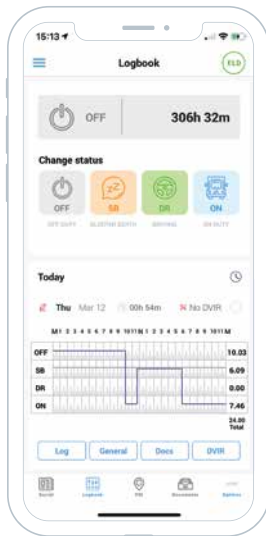 15:13
Logbook
ELD
OFF 306h 32m
Change status
OFF SB DR ON
OFF DUTY SLEEPER BERTH DRIVING ON DUTY
Today
Thu Mar 12 00h 54m No DVIR
M 1 2 3 4 5 6 7 8 9 10 11 N 1 2 3 4 5 6 7 8 9 10 11 M
OFF 10.03
SB 6.09
DR 0.00
ON 7.46
24.00
Total
Log General Docs DVIR
Logbook Documents